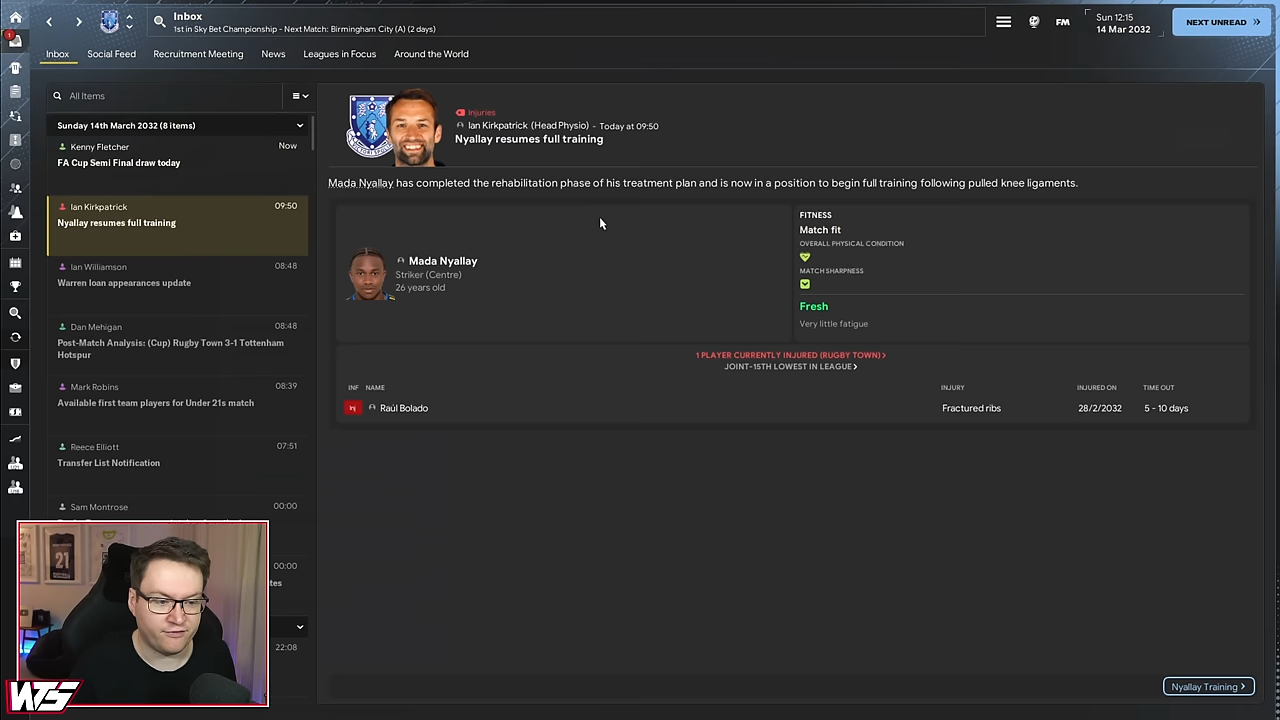 Inbox
1st in Sky Bet Championship - Next Match: Birmingham City (A) (2 days)
FM
Sun 12:15
14 Mar 2032
NEXT UNREAD
1
Inbox
Social Feed
Recruitment Meeting
News
Leagues in Focus
Around the World
All Items
Sunday 14th March 2032 (8 items)
Kenny Fletcher
Now
FA Cup Semi Final draw today
Ian Kirkpatrick
09:50
Nyallay resumes full training
Ian Williamson
08:48
Warren loan appearances update
Dan Mehigan
08:48
Post-Match Analysis: (Cup) Rugby Town 3-1 Tottenham
Hotspur
Mark Robins
08:39
Available first team players for Under 21s match
Reece Elliott
07:51
Transfer List Notification
Sam Montrose
00:00
00:00
tes
22:08
Injuries
Ian Kirkpatrick (Head Physio) - Today at 09:50
Nyallay resumes full training
Mada Nyallay has completed the rehabilitation phase of his treatment plan and is now in a position to begin full training following pulled knee ligaments.
Mada Nyallay
Striker (Centre)
26 years old
FITNESS
Match fit
OVERALL PHYSICAL CONDITION
MATCH SHARPNESS
Fresh
Very little fatigue
1 PLAYER CURRENTLY INJURED (RUGBY TOWN) >
JOINT-15TH LOWEST IN LEAGUE >
INF NAME INJURY INJURED ON TIME OUT
Inj Raúl Bolado Fractured ribs 28/2/2032 5 - 10 days
Nyallay Training >
21
WTS